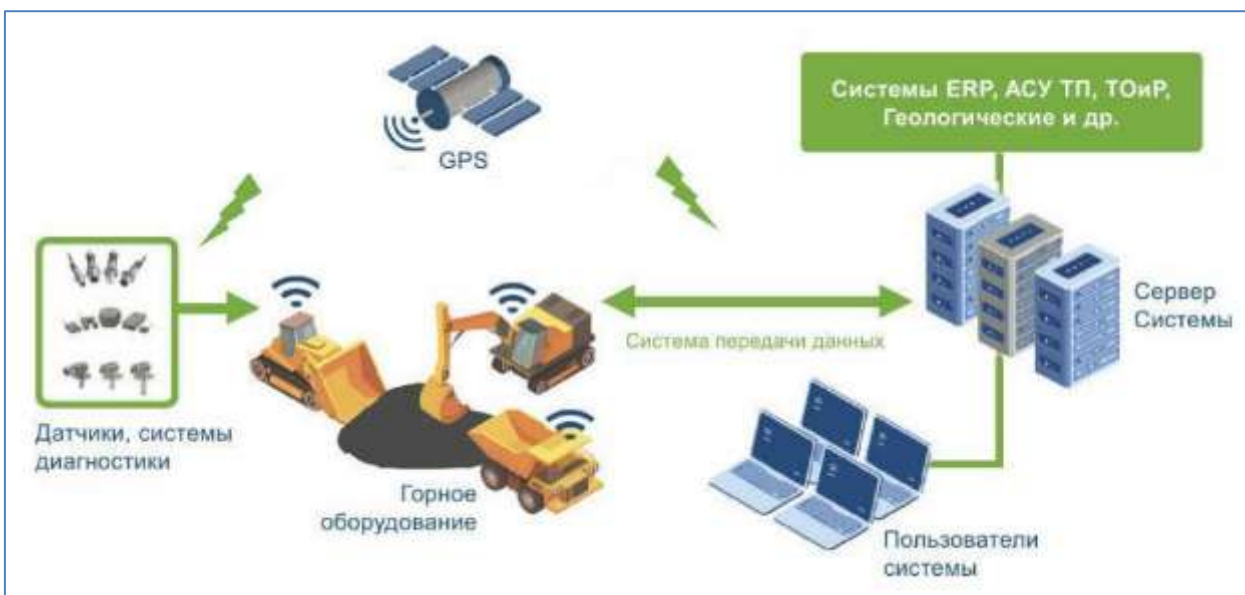 Системы ERP, АСУ ТП, ТОиР,
Геологические и др.
GPS
Система передачи данных
Сервер
Системы
Датчики, системы
диагностики
Горное
оборудование
Пользователи
системы